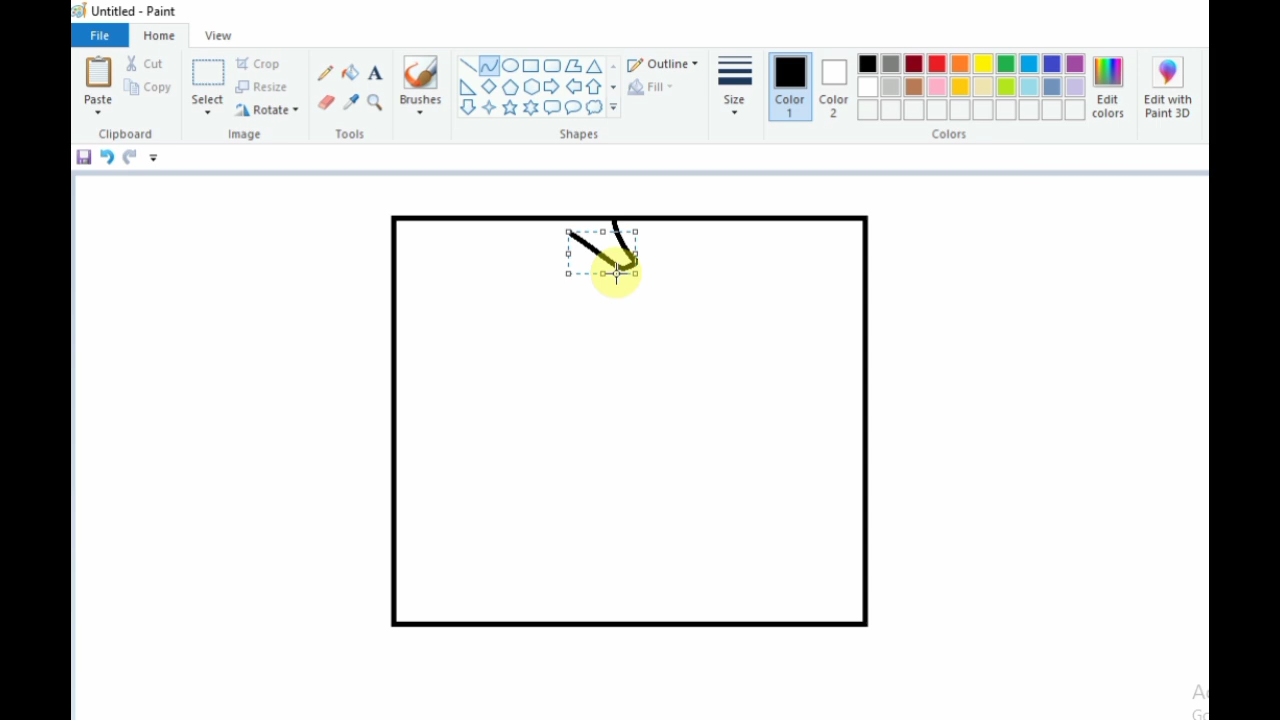 Untitled - Paint
File Home View
Paste
Cut
Copy
Clipboard
Select
Crop
Resize
Rotate
Image
A
Tools
Brushes
Outline
Fill
Shapes
Size
Color 1
Color 2
Edit colors
Colors
Edit with Paint 3D